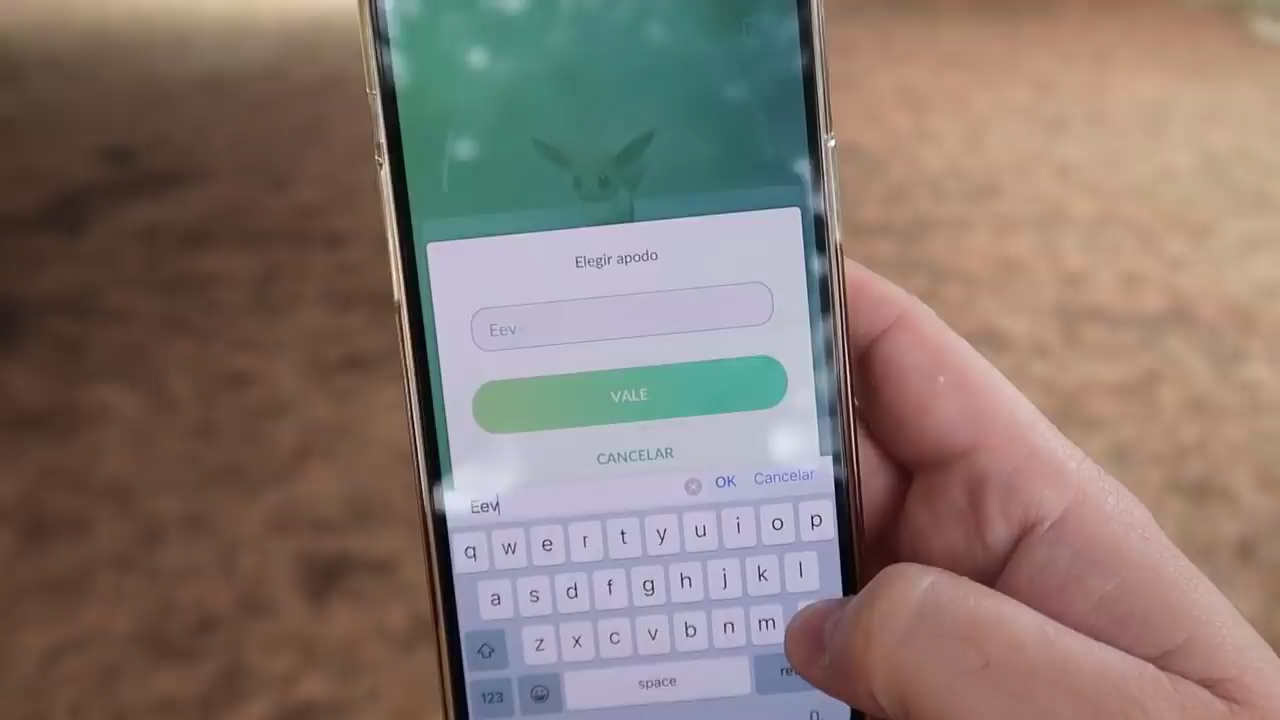 Elegir apodo
Eev
VALE
CANCELAR
Eev OK Cancelar
q w e r t y u i o p
a s d f g h j k l
z x c v b n m
123 space